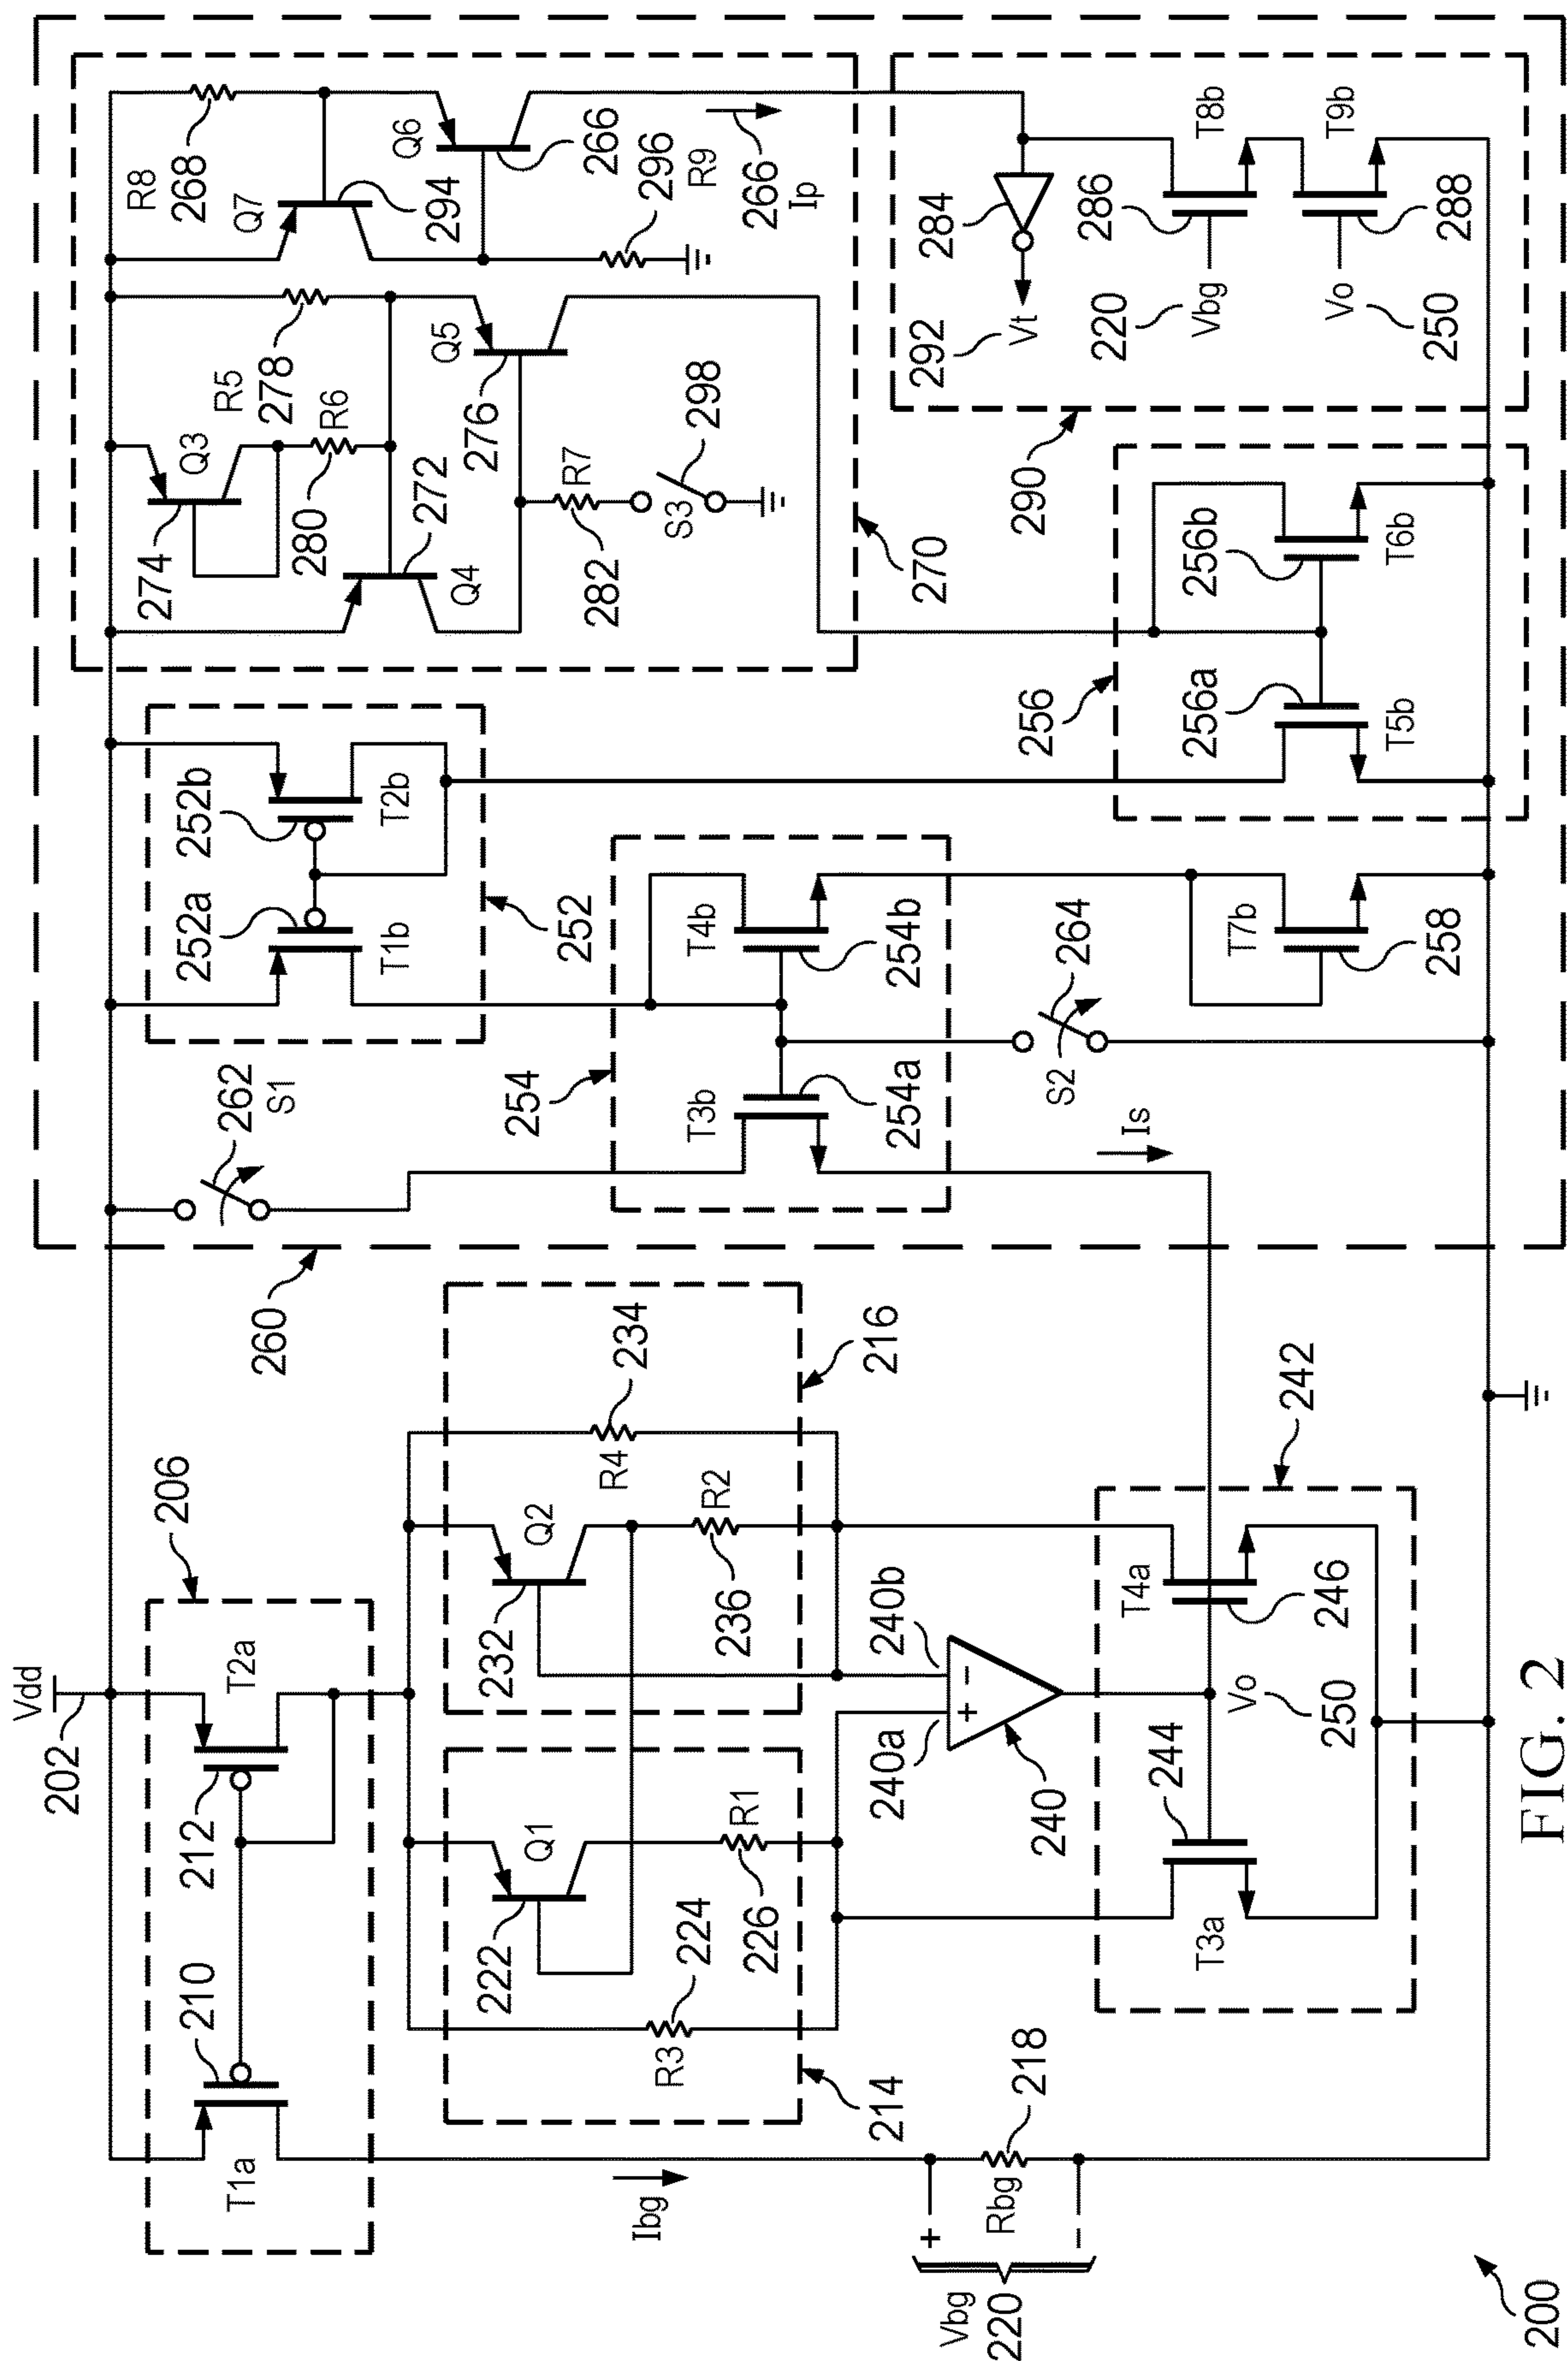 Vdd
202
206
T1a
210
212
T2a
262
S1
252a
T1b
252b
T2b
252
260
274
Q3
R5
278
280
R6
272
Q4
276
Q5
R7
282
S3
298
R8
268
Q7
294
Q6
266
296
R9
266
Ip
270
214
222
Q1
R3
224
226
R1
216
232
Q2
R4
234
236
R2
240a
240b
+
-
240
Ibg
+
Vbg
220
Rbg
218
-
242
T3a
244
Vo
250
T4a
246
254
T3b
254a
T4b
254b
Is
S2
264
T7b
258
256
256a
T5b
256b
T6b
290
292
Vt
284
220
Vbg
286
T8b
Vo
250
288
T9b
200
FIG. 2